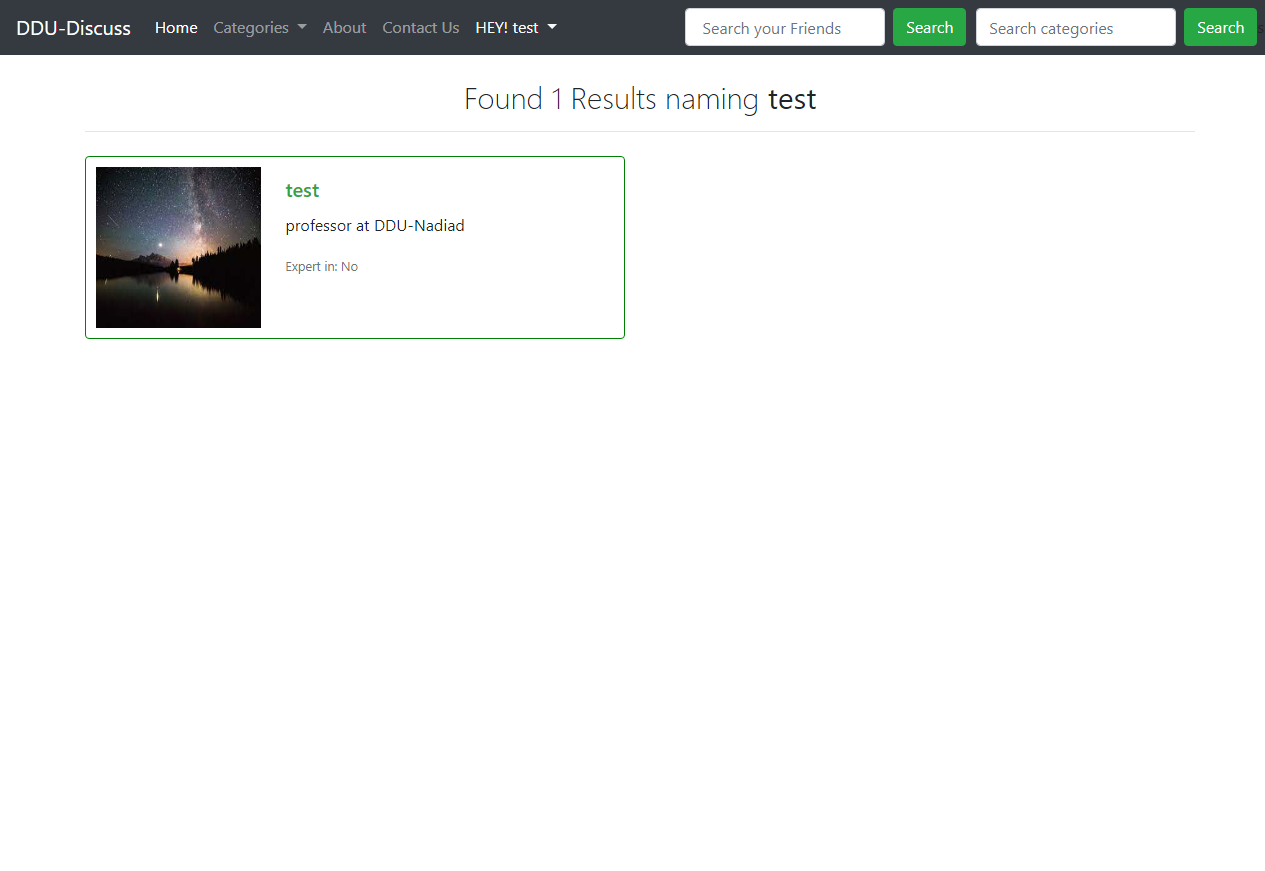 DDU-Discuss Home Categories About Contact Us HEY! test Search your Friends Search Search categories Search
Found 1 Results naming test
test
professor at DDU-Nadiad
Expert in: No